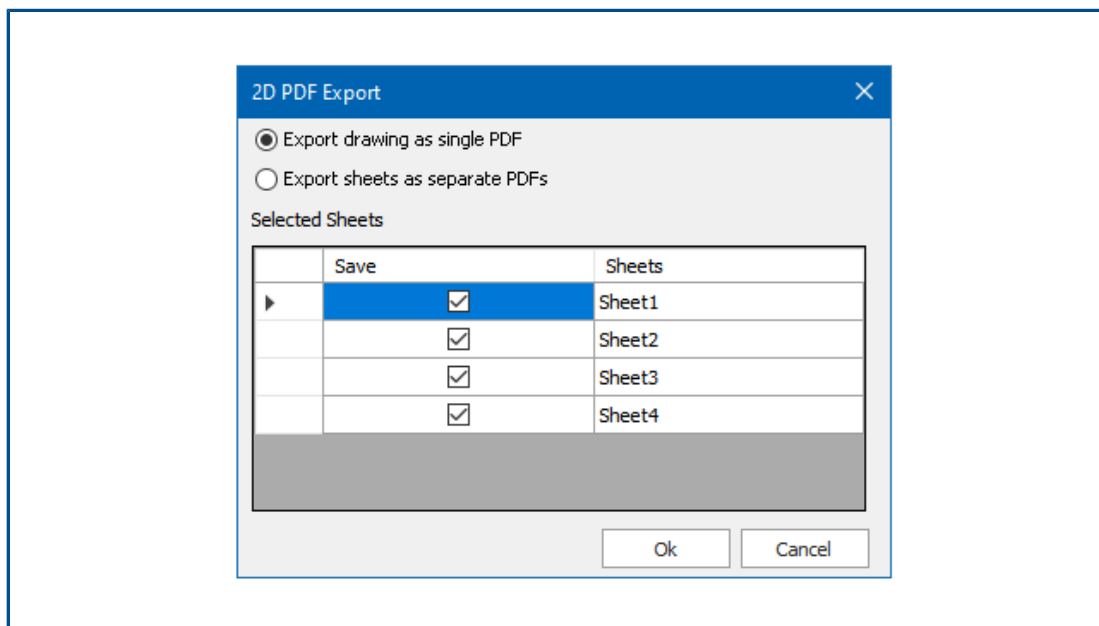 2D PDF Export
Export drawing as single PDF
Export sheets as separate PDFs
Selected Sheets
Save Sheets
Sheet1
Sheet2
Sheet3
Sheet4
Ok Cancel